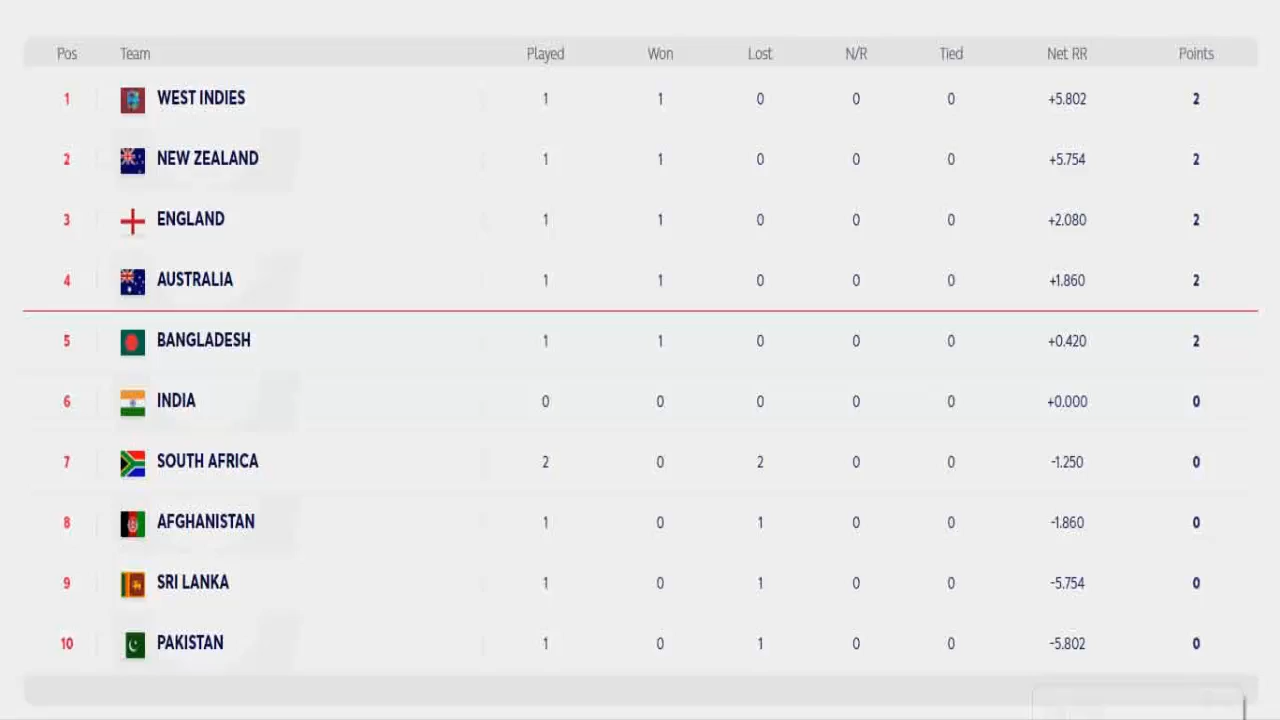 Pos Team Played Won Lost N/R Tied Net RR Points
1 WEST INDIES 1 1 0 0 0 +5.802 2
2 NEW ZEALAND 1 1 0 0 0 +5.754 2
3 ENGLAND 1 1 0 0 0 +2.080 2
4 AUSTRALIA 1 1 0 0 0 +1.860 2
5 BANGLADESH 1 1 0 0 0 +0.420 2
6 INDIA 0 0 0 0 0 +0.000 0
7 SOUTH AFRICA 2 0 2 0 0 -1.250 0
8 AFGHANISTAN 1 0 1 0 0 -1.860 0
9 SRI LANKA 1 0 1 0 0 -5.754 0
10 PAKISTAN 1 0 1 0 0 -5.802 0